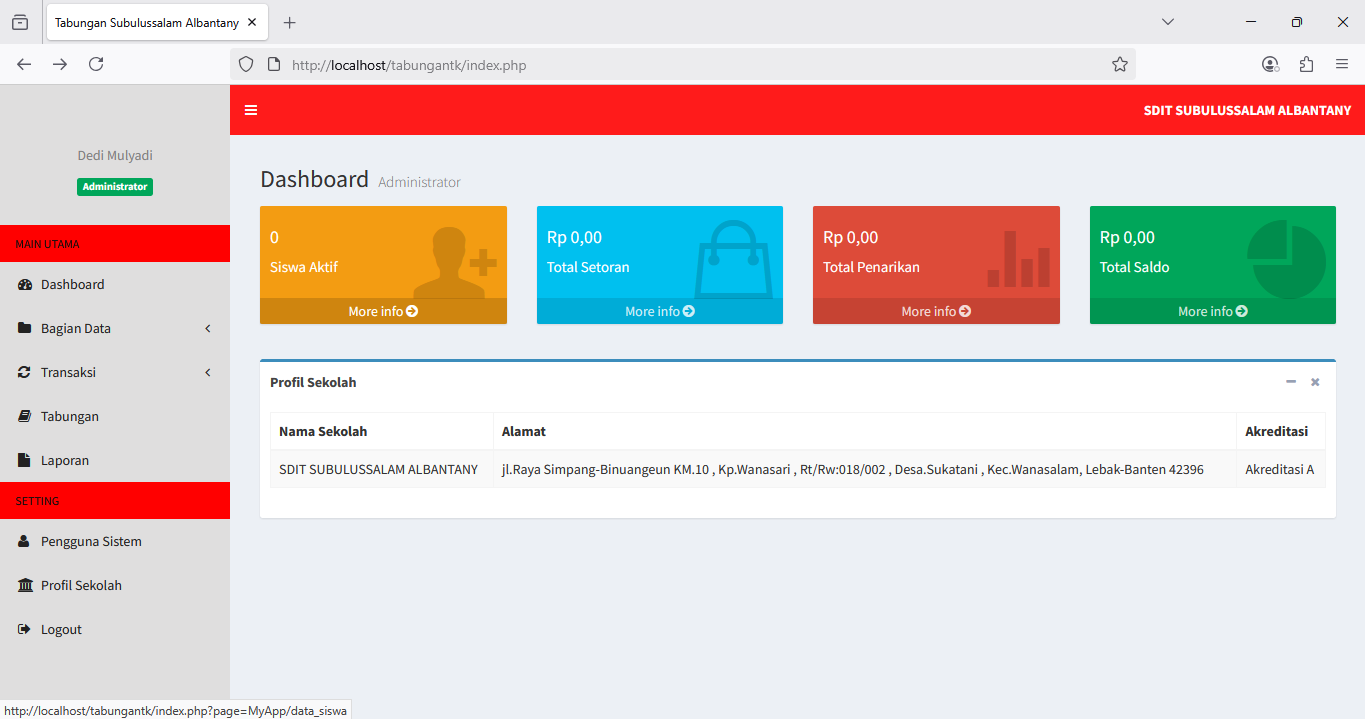 Tabungan Subulussalam Albantany
http://localhost/tabungantk/index.php
SDIT SUBULUSSALAM ALBANTANY
Dedi Mulyadi
Administrator
MAIN UTAMA
Dashboard
Bagian Data
Transaksi
Tabungan
Laporan
SETTING
Pengguna Sistem
Profil Sekolah
Logout
Dashboard Administrator
0
Siswa Aktif
More info
Rp 0,00
Total Setoran
More info
Rp 0,00
Total Penarikan
More info
Rp 0,00
Total Saldo
More info
Profil Sekolah
Nama Sekolah Alamat Akreditasi
SDIT SUBULUSSALAM ALBANTANY jl.Raya Simpang-Binuangeun KM.10 , Kp.Wanasari , Rt/Rw:018/002 , Desa.Sukatani , Kec.Wanasalam, Lebak-Banten 42396 Akreditasi A
http://localhost/tabungantk/index.php?page=MyApp/data_siswa